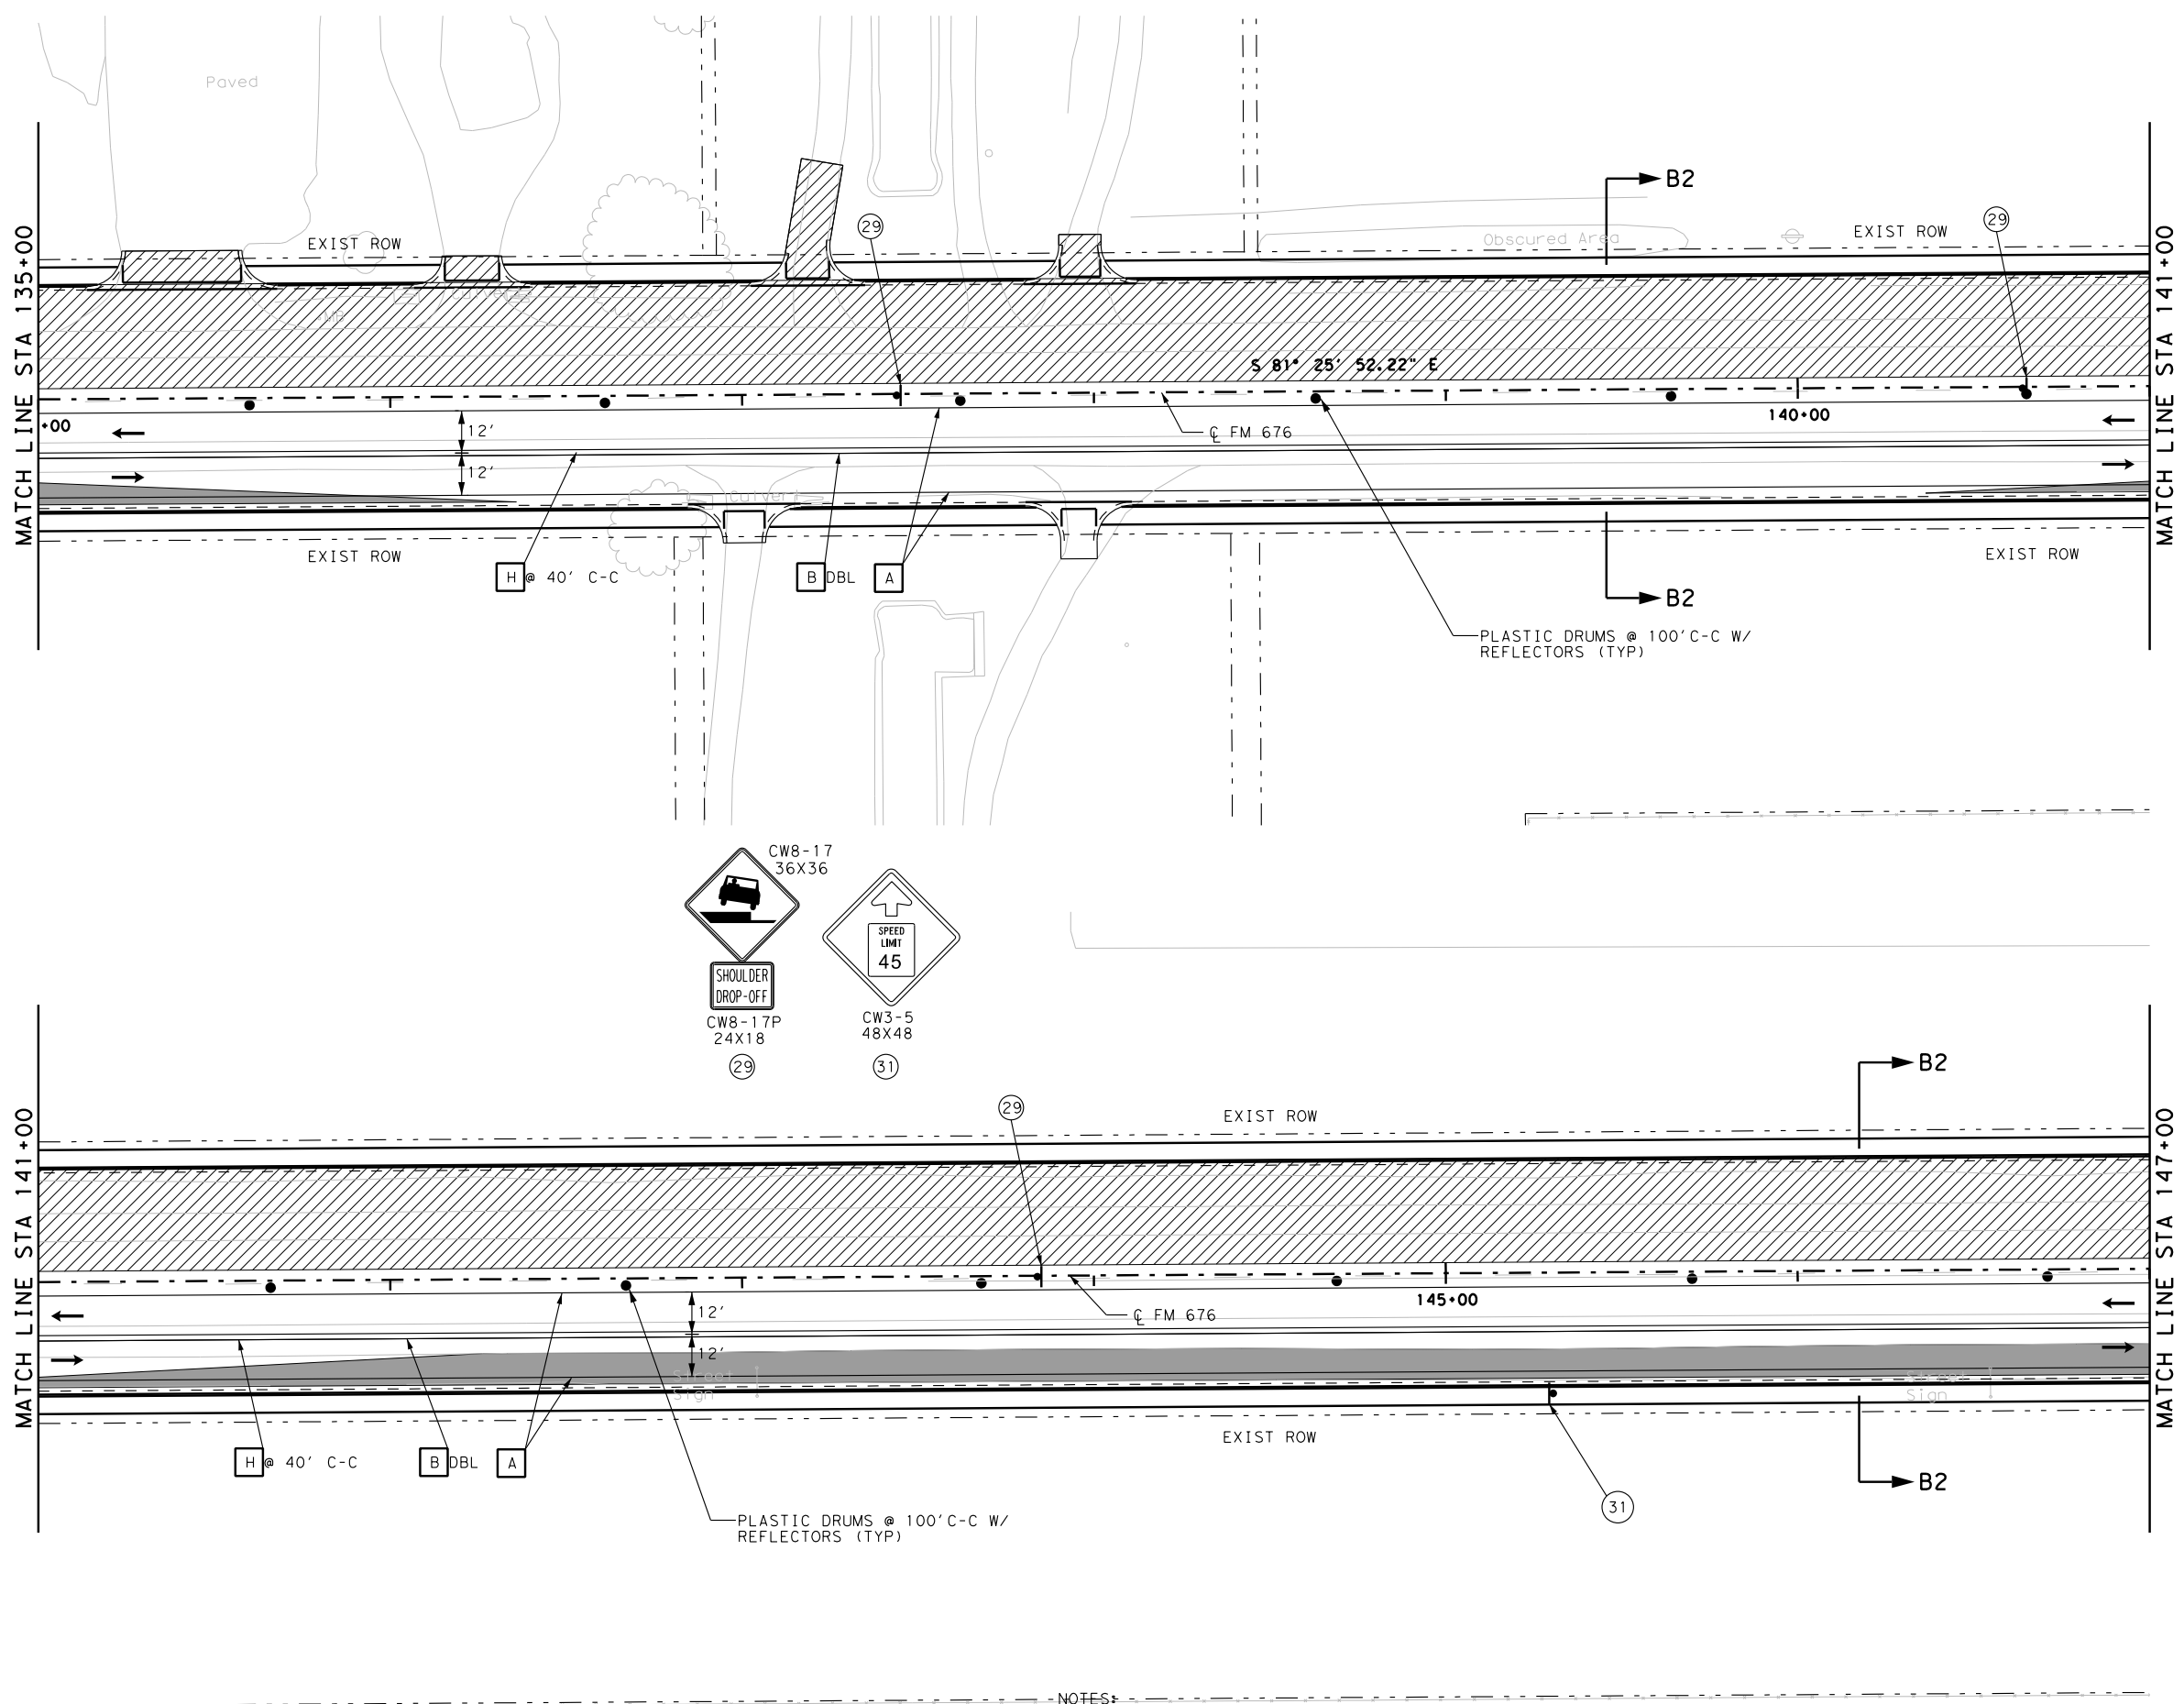 Paved
B2
29
29
EXIST ROW
EXIST ROW
Obscured Area
MATCH LINE STA 135+00
MATCH LINE STA 141+00
S 81° 25' 52.22" E
140+00
+00
12'
℄ FM 676
12'
Culvert
EXIST ROW
EXIST ROW
H @ 40' C-C
B DBL
A
B2
PLASTIC DRUMS @ 100'C-C W/
REFLECTORS (TYP)
CW8-17
36X36
SPEED
LIMIT
45
SHOULDER
DROP-OFF
CW8-17P
24X18
29
CW3-5
48X48
31
B2
29
EXIST ROW
MATCH LINE STA 141+00
MATCH LINE STA 147+00
145+00
12'
℄ FM 676
12'
Street
Sign
Sign
EXIST ROW
H @ 40' C-C
B DBL
A
B2
31
PLASTIC DRUMS @ 100'C-C W/
REFLECTORS (TYP)
NOTES: